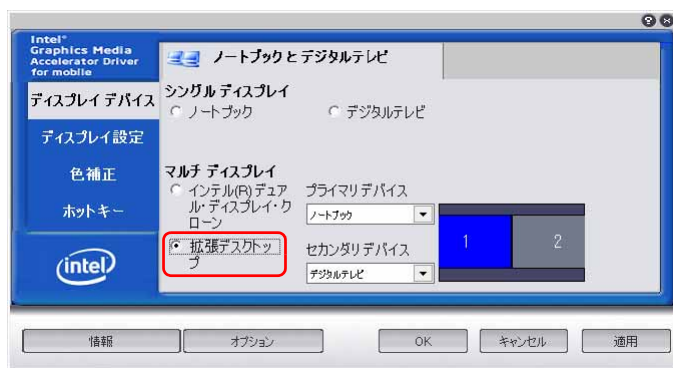 Intel®
Graphics Media
Accelerator Driver
for mobile
ノートブックとデジタルテレビ
ディスプレイ デバイス
ディスプレイ設定
色補正
ホットキー
intel
シングル ディスプレイ
ノートブック
デジタルテレビ
マルチ ディスプレイ
インテル(R) デュア
ル・ディスプレイ・ク
ローン
拡張デスクトッ
プ
プライマリ デバイス
ノートブック
セカンダリ デバイス
デジタルテレビ
1
2
情報
オプション
OK
キャンセル
適用